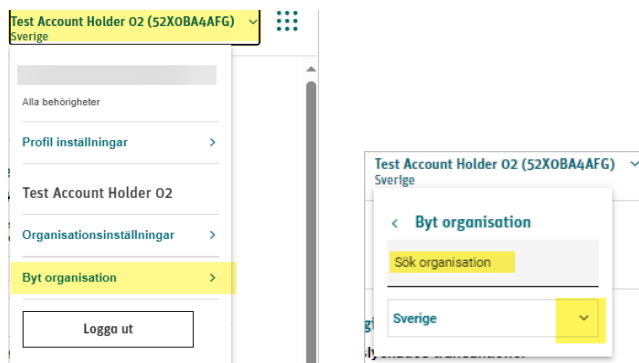 Test Account Holder 02 (52X0BA4AFG)
Sverige
Alla behörigheter
Profil inställningar
Test Account Holder 02
Organisationsinställningar
Byt organisation
Logga ut
Test Account Holder 02 (52X0BA4AFG)
Sverige
Byt organisation
Sök organisation
Sverige